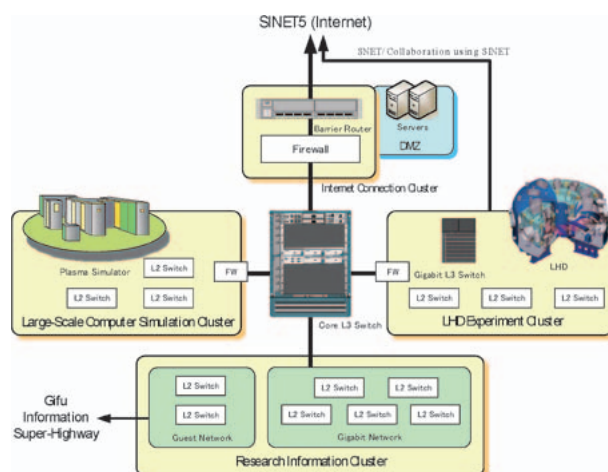 SINET5 (Internet)
SNET/Collaboration using SINET
Barrier Router
Firewall
Servers
DMZ
Internet Connection Cluster
Plasma Simulator
L2 Switch
L2 Switch
L2 Switch
Large-Scale Computer Simulation Cluster
FW
Core L3 Switch
FW
Gigabit L3 Switch
LHD
L2 Switch
L2 Switch
L2 Switch
LHD Experiment Cluster
Gifu
Information
Super-Highway
L2 Switch
L2 Switch
Guest Network
L2 Switch
L2 Switch
L2 Switch
L2 Switch
L2 Switch
Gigabit Network
Research Information Cluster